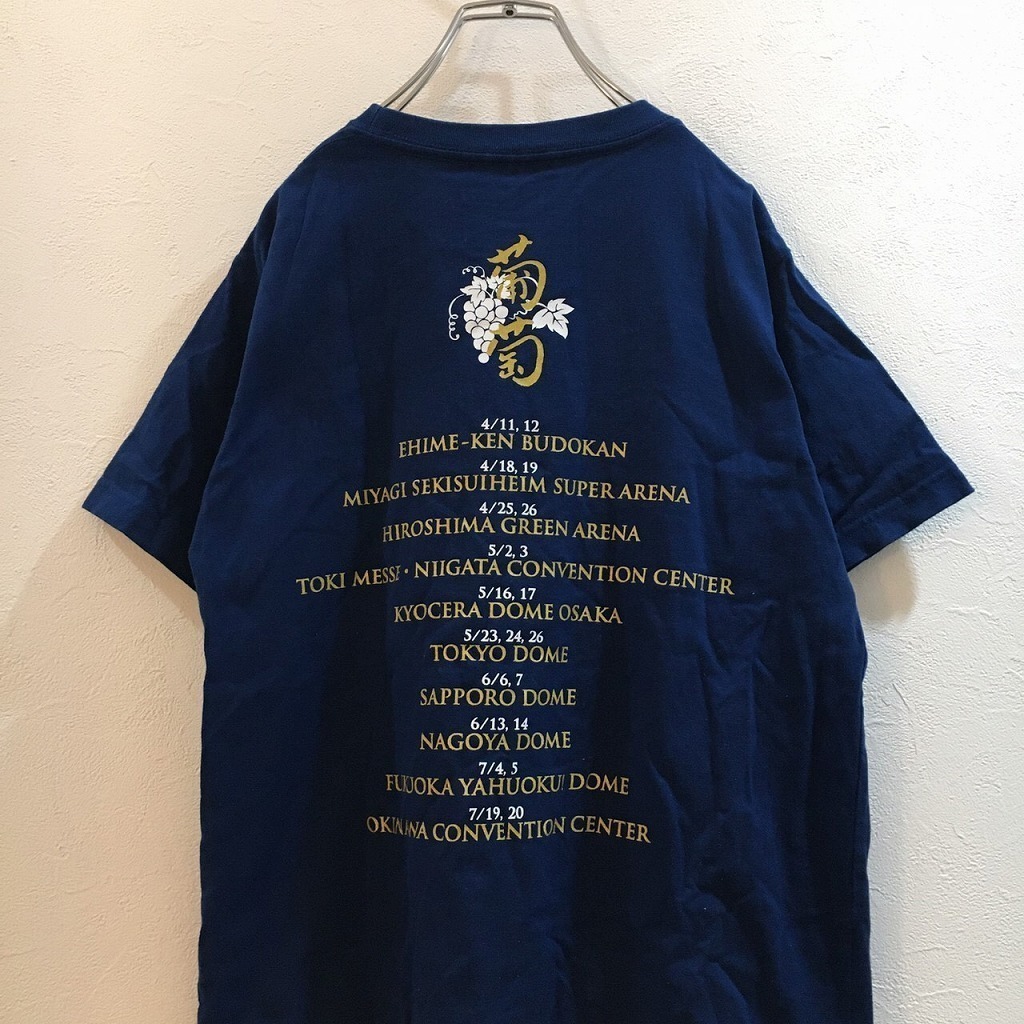 葡萄
4/11, 12
EHIME-KEN BUDOKAN
4/18, 19
MIYAGI SEKISUIHEIM SUPER ARENA
4/25, 26
HIROSHIMA GREEN ARENA
5/2, 3
TOKI MESSE・NIIGATA CONVENTION CENTER
5/16, 17
KYOCERA DOME OSAKA
5/23, 24, 26
TOKYO DOME
6/6, 7
SAPPORO DOME
6/13, 14
NAGOYA DOME
7/4, 5
FUKUOKA YAHUOKU! DOME
7/19, 20
OKINAWA CONVENTION CENTER